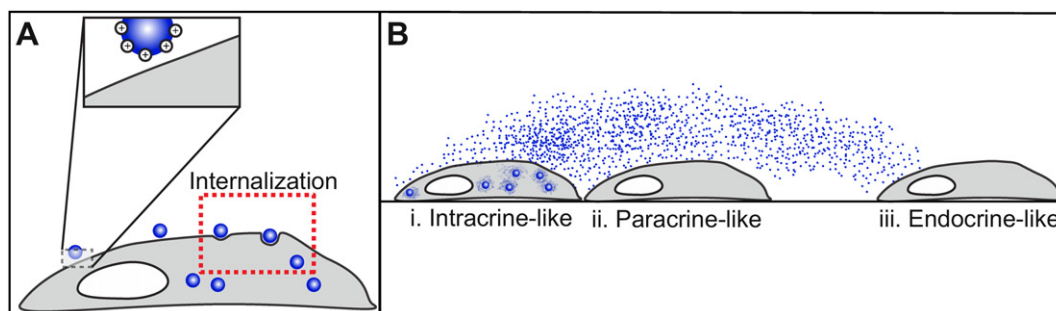 A
+ + + + +
Internalization
B
i. Intracrine-like
ii. Paracrine-like
iii. Endocrine-like